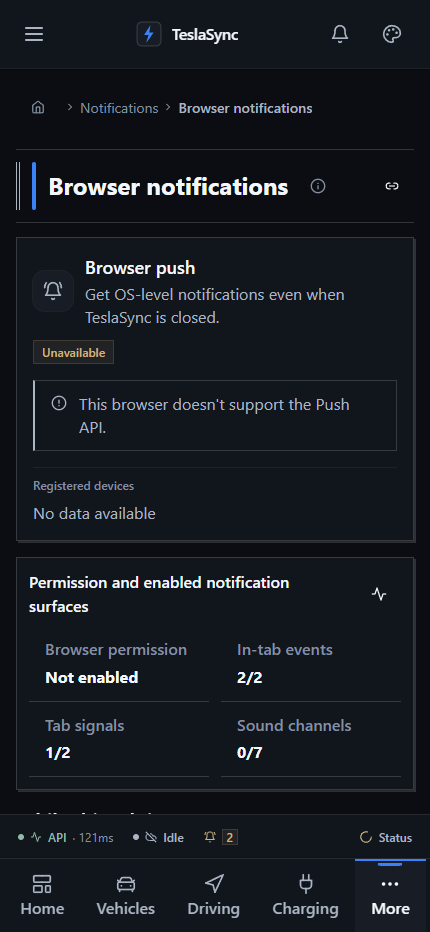 TeslaSync
Notifications
Browser notifications
Browser notifications
Browser push
Get OS-level notifications even when
TeslaSync is closed.
Unavailable
This browser doesn't support the Push
API.
Registered devices
No data available
Permission and enabled notification
surfaces
Browser permission
In-tab events
Not enabled
2/2
Tab signals
Sound channels
1/2
0/7
API · 121ms
Idle
2
Status
Home
Vehicles
Driving
Charging
More